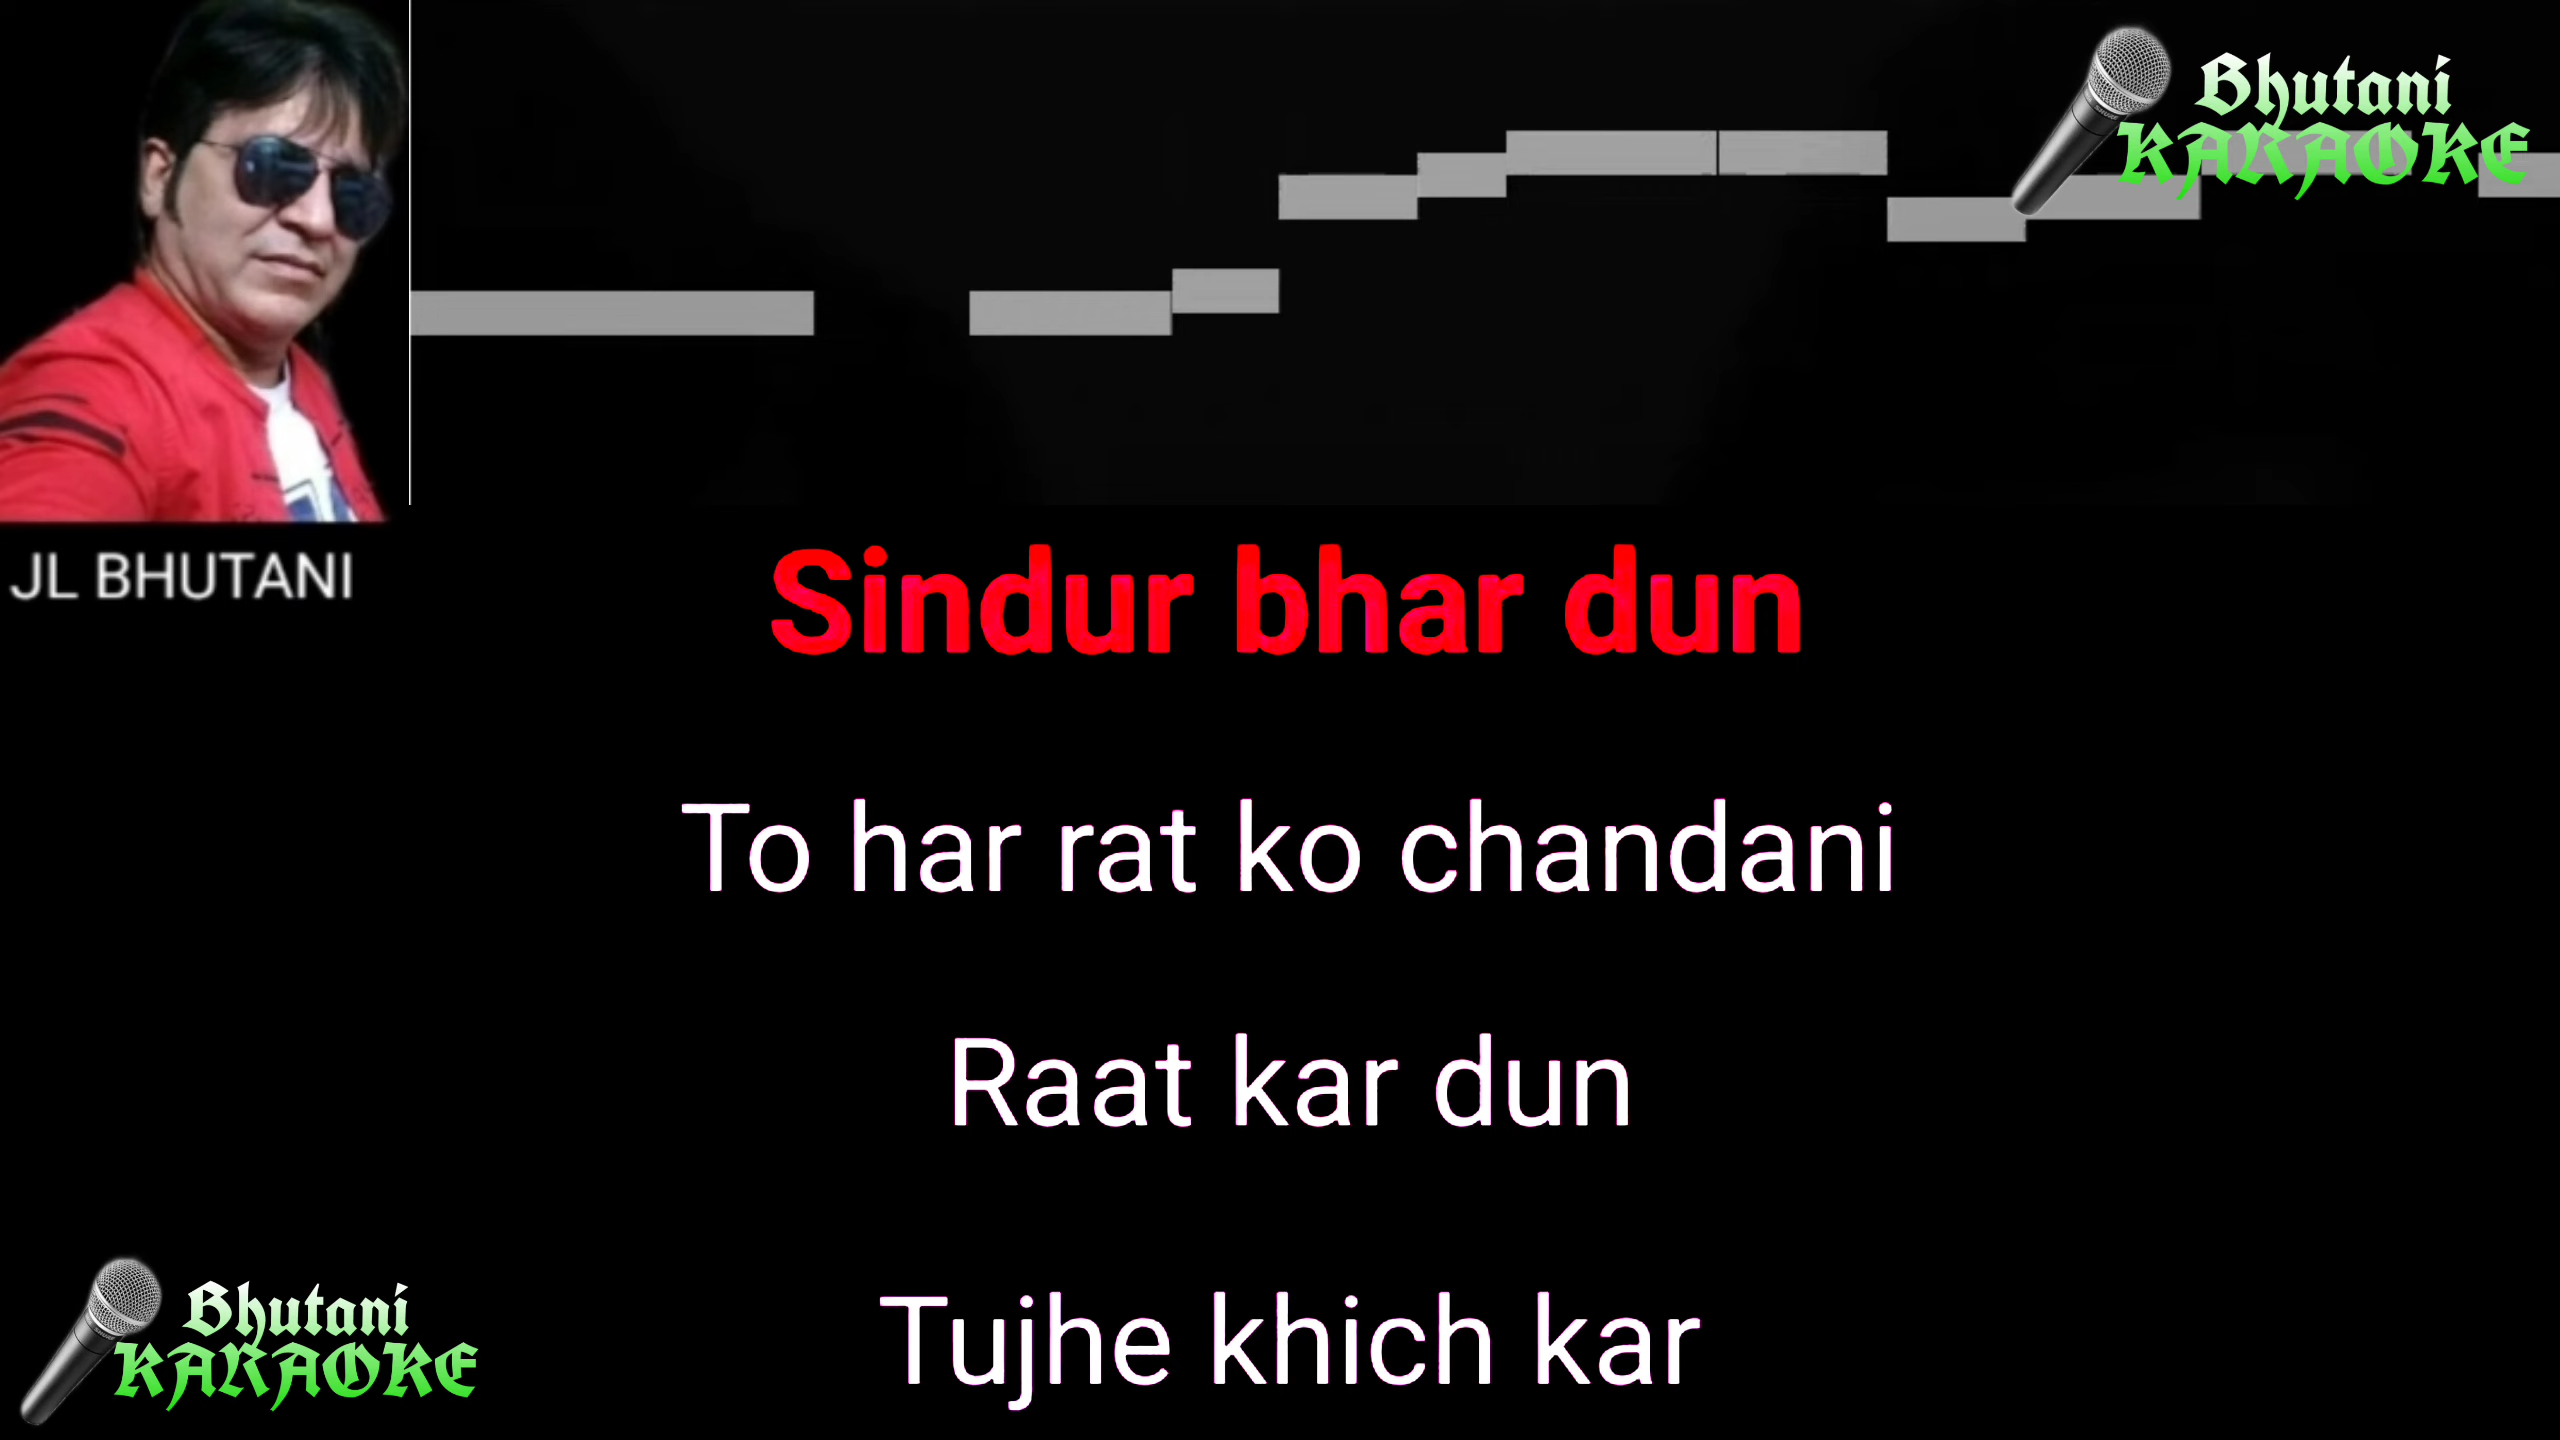 Bhutani
KARAOKE
JL BHUTANI
Sindur bhar dun
To har rat ko chandani
Raat kar dun
Tujhe khich kar
Bhutani
KARAOKE